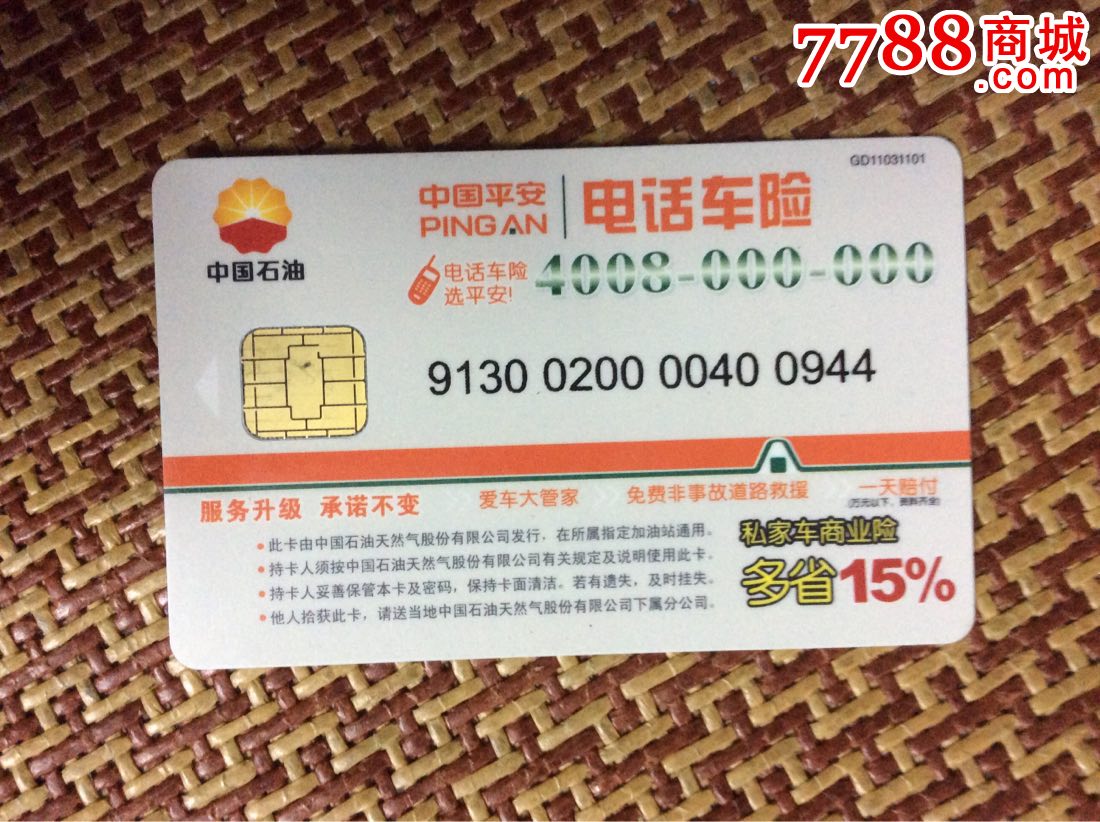 7788商城
.com
GD11031101
中国石油
中国平安
PING AN
电话车险
电话车险
选平安!
4008-000-000
9130 0200 0040 0944
服务升级 承诺不变
爱车大管家
免费非事故道路救援
一天赔付
(万元以下、资料齐全)
私家车商业险
多省15%
此卡由中国石油天然气股份有限公司发行，在所属指定加油站通用。
持卡人须按中国石油天然气股份有限公司有关规定及说明使用此卡。
持卡人妥善保管本卡及密码，保持卡面清洁。若有遗失，及时挂失。
他人拾获此卡，请送当地中国石油天然气股份有限公司下属分公司。